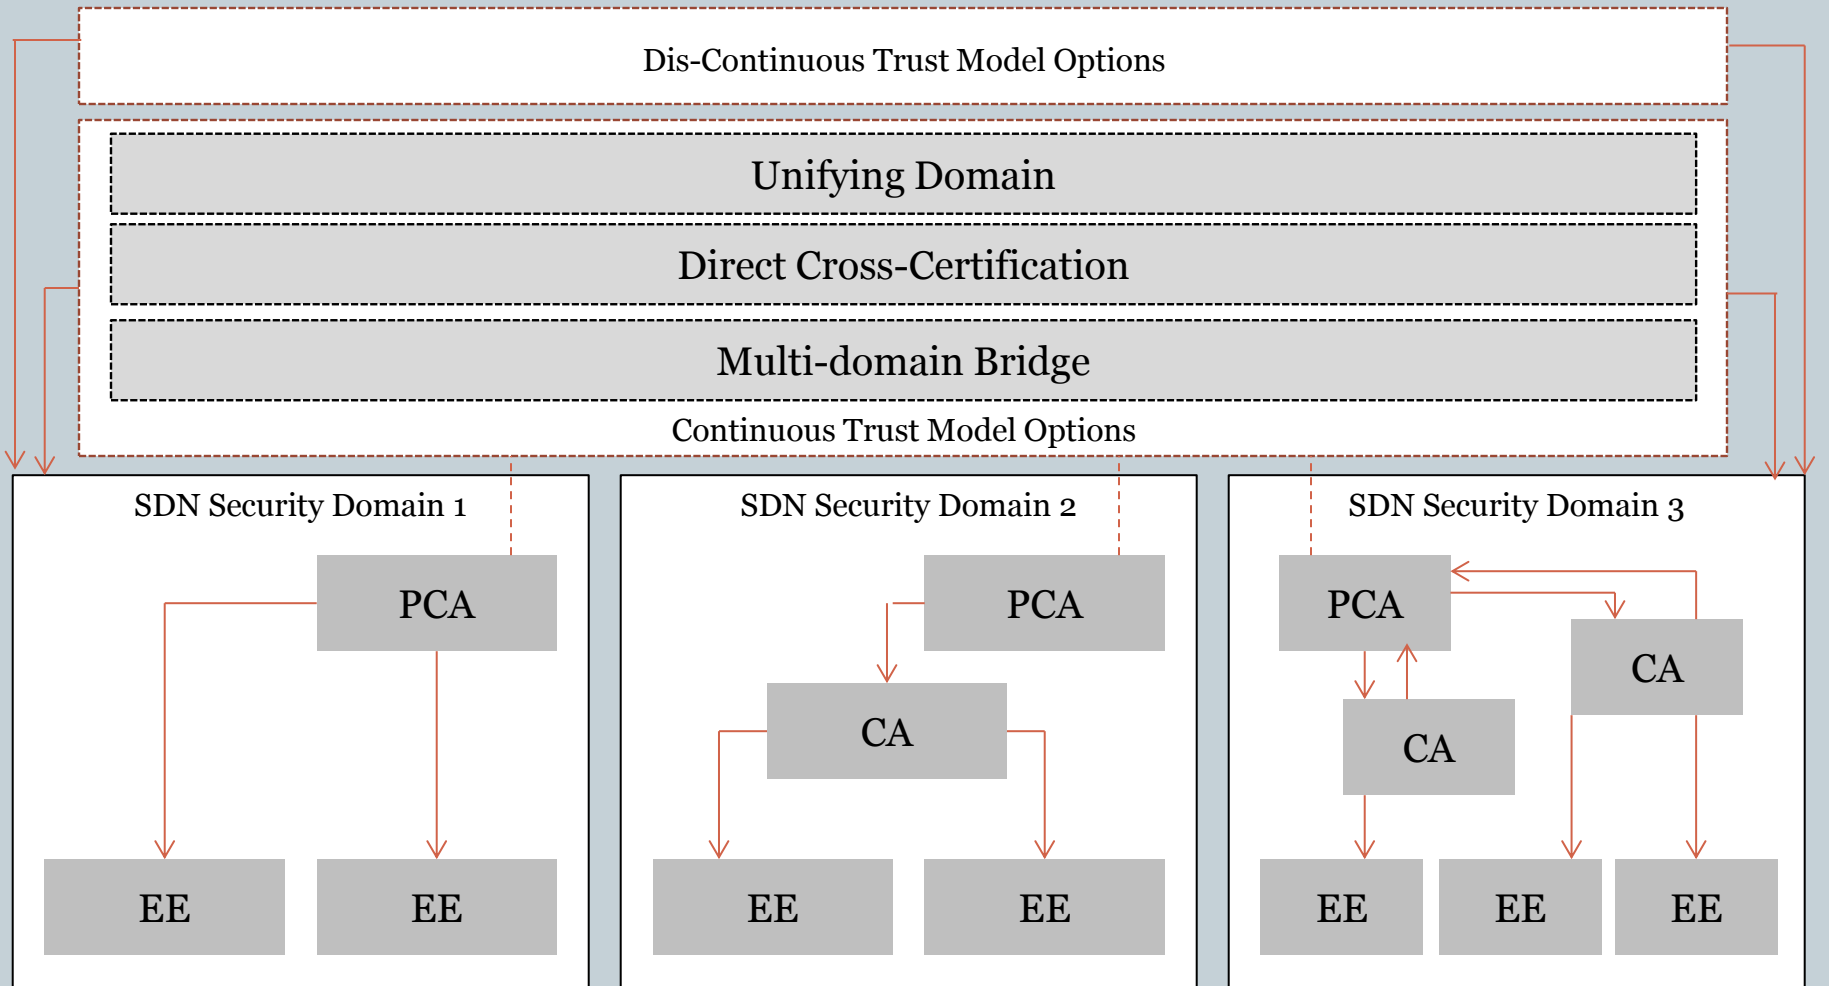 Dis-Continuous Trust Model Options
Unifying Domain
Direct Cross-Certification
Multi-domain Bridge
Continuous Trust Model Options
SDN Security Domain 1
PCA
EE
EE
SDN Security Domain 2
PCA
CA
EE
EE
SDN Security Domain 3
PCA
CA
CA
EE
EE
EE